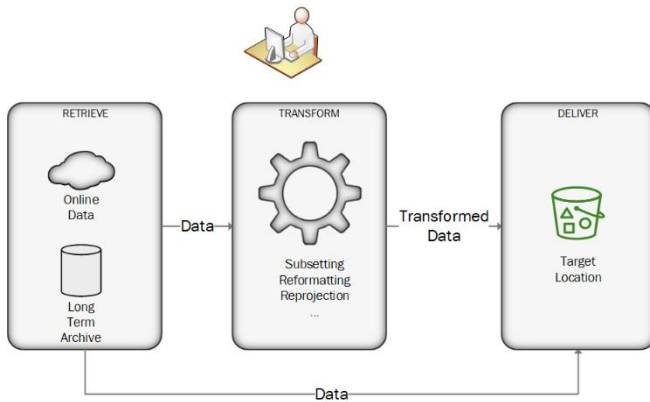 RETRIEVE
Online
Data
Long
Term
Archive
Data
TRANSFORM
Subsetting
Reformatting
Reprojection
...
Transformed
Data
DELIVER
Target
Location
Data